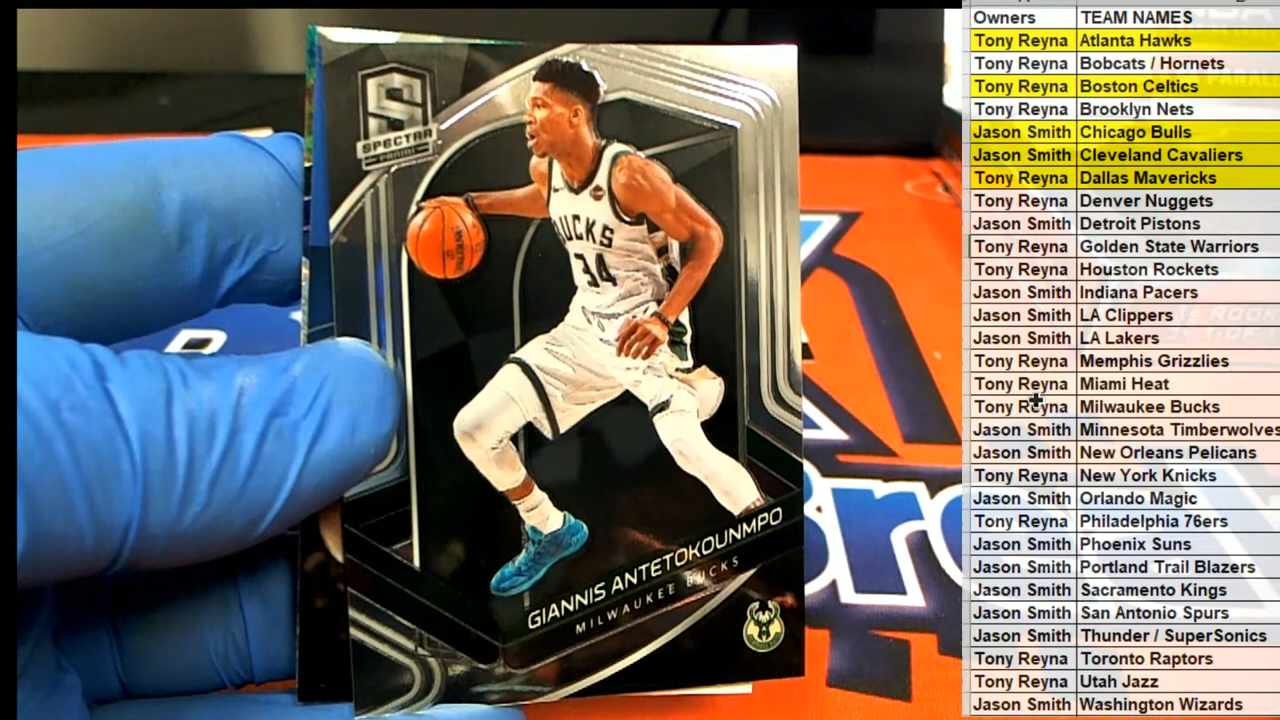 S
SPECTRA
PANINI
BUCKS
34
GIANNIS ANTETOKOUNMPO
MILWAUKEE BUCKS
Owners TEAM NAMES
Tony Reyna Atlanta Hawks
Tony Reyna Bobcats / Hornets
Tony Reyna Boston Celtics
Tony Reyna Brooklyn Nets
Jason Smith Chicago Bulls
Jason Smith Cleveland Cavaliers
Tony Reyna Dallas Mavericks
Tony Reyna Denver Nuggets
Jason Smith Detroit Pistons
Tony Reyna Golden State Warriors
Tony Reyna Houston Rockets
Jason Smith Indiana Pacers
Jason Smith LA Clippers
Jason Smith LA Lakers
Tony Reyna Memphis Grizzlies
Tony Reyna Miami Heat
Tony Reyna Milwaukee Bucks
Jason Smith Minnesota Timberwolves
Jason Smith New Orleans Pelicans
Tony Reyna New York Knicks
Jason Smith Orlando Magic
Tony Reyna Philadelphia 76ers
Jason Smith Phoenix Suns
Jason Smith Portland Trail Blazers
Jason Smith Sacramento Kings
Jason Smith San Antonio Spurs
Jason Smith Thunder / SuperSonics
Tony Reyna Toronto Raptors
Tony Reyna Utah Jazz
Jason Smith Washington Wizards